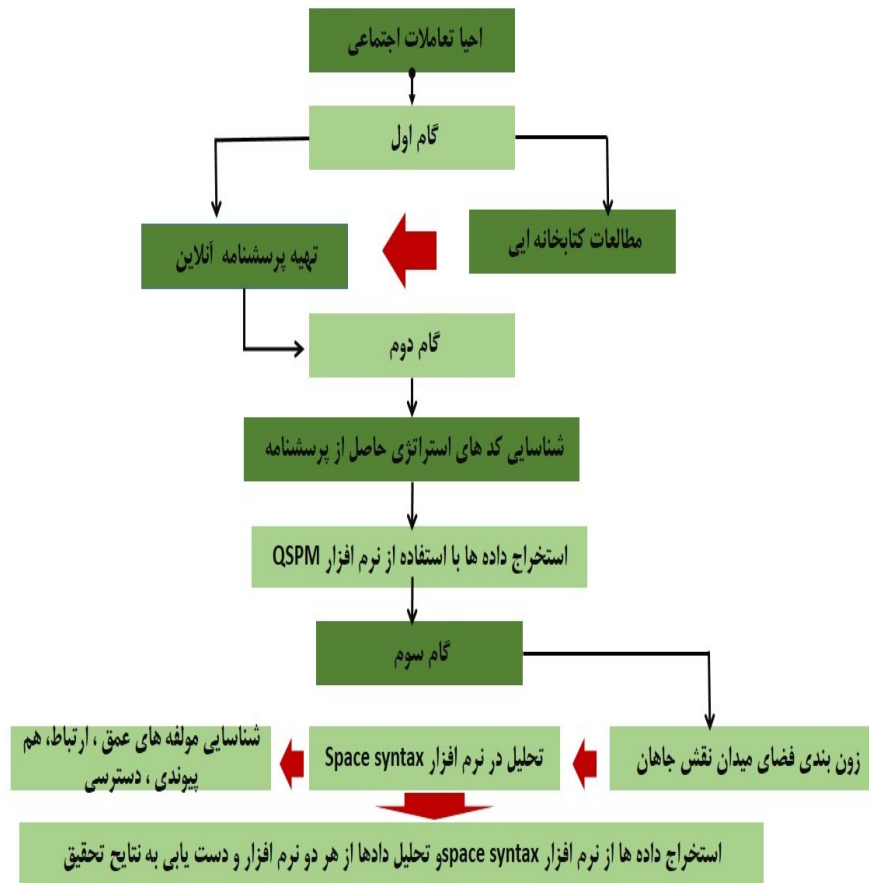 احیا تعاملات اجتماعی
گام اول
مطالعات کتابخانه ایی
تهیه پرسشنامه آنلاین
گام دوم
شناسایی کد های استراتژی حاصل از پرسشنامه
استخراج داده ها با استفاده از نرم افزار QSPM
گام سوم
زون بندی فضای میدان نقش جاهان
تحلیل در نرم افزار Space syntax
شناسایی مولفه های عمق ، ارتباط، هم
پیوندی ، دسترسی
استخراج داده ها از نرم افزار space syntaxو تحلیل دادها از هر دو نرم افزار و دست یابی به نتایح تحقیق